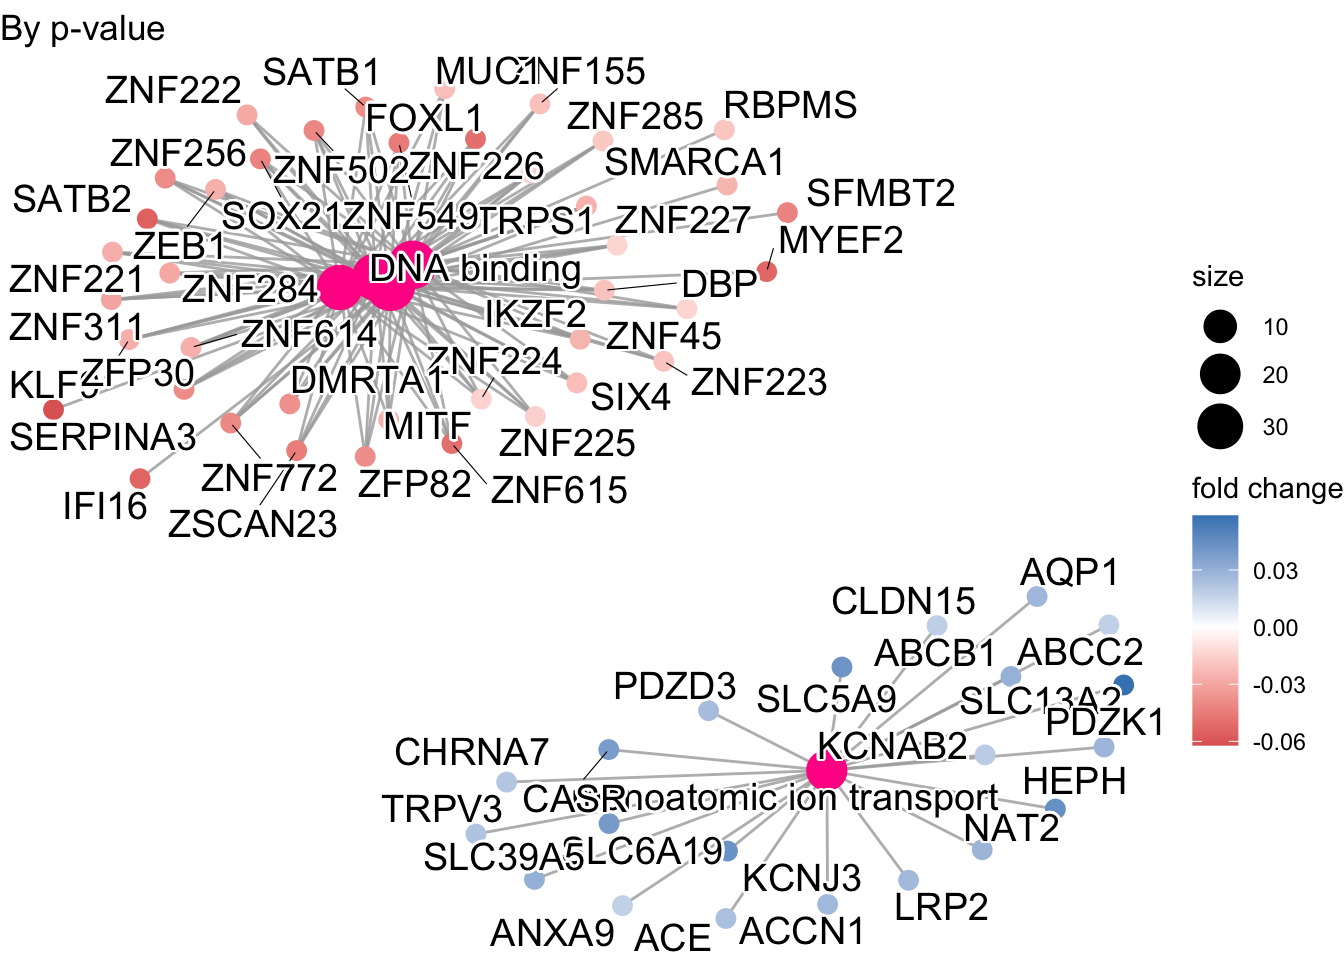 By p-value
SATB1
MUC1
ZNF155
ZNF222
RBPMS
FOXL1
ZNF285
ZNF256
ZNF502
ZNF226
SMARCA1
SATB2
SFMBT2
SOX21
ZNF549
TRPS1
ZNF227
ZEB1
MYEF2
DNA binding
ZNF221
ZNF284
DBP
IKZF2
ZNF311
ZNF614
ZNF45
ZNF224
ZFP30
DMRTA1
ZNF223
SIX4
MITF
SERPINA3
ZNF225
ZNF772
ZFP82
ZNF615
IFI16
ZSCAN23
AQP1
CLDN15
ABCB1
ABCC2
PDZD3
SLC5A9
SLC13A2
PDZK1
KCNAB2
CHRNA7
HEPH
ion transport
TRPV3
NAT2
SLC6A19
SLC39A5
KCNJ3
LRP2
ANXA9
ACE
ACCN1
size
10
20
30
fold change
0.03
0.00
-0.03
-0.06